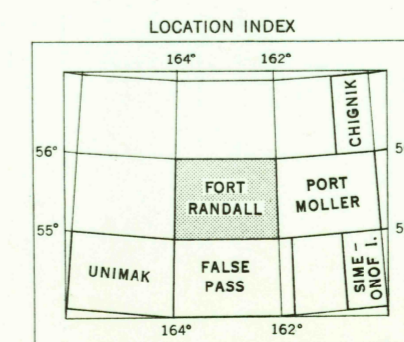 LOCATION INDEX
164° 162°
CHIGNIK
56°
FORT
RANDALL
PORT
MOLLER
55°
UNIMAK
FALSE
PASS
SIME-
ONOF I.
164° 162°